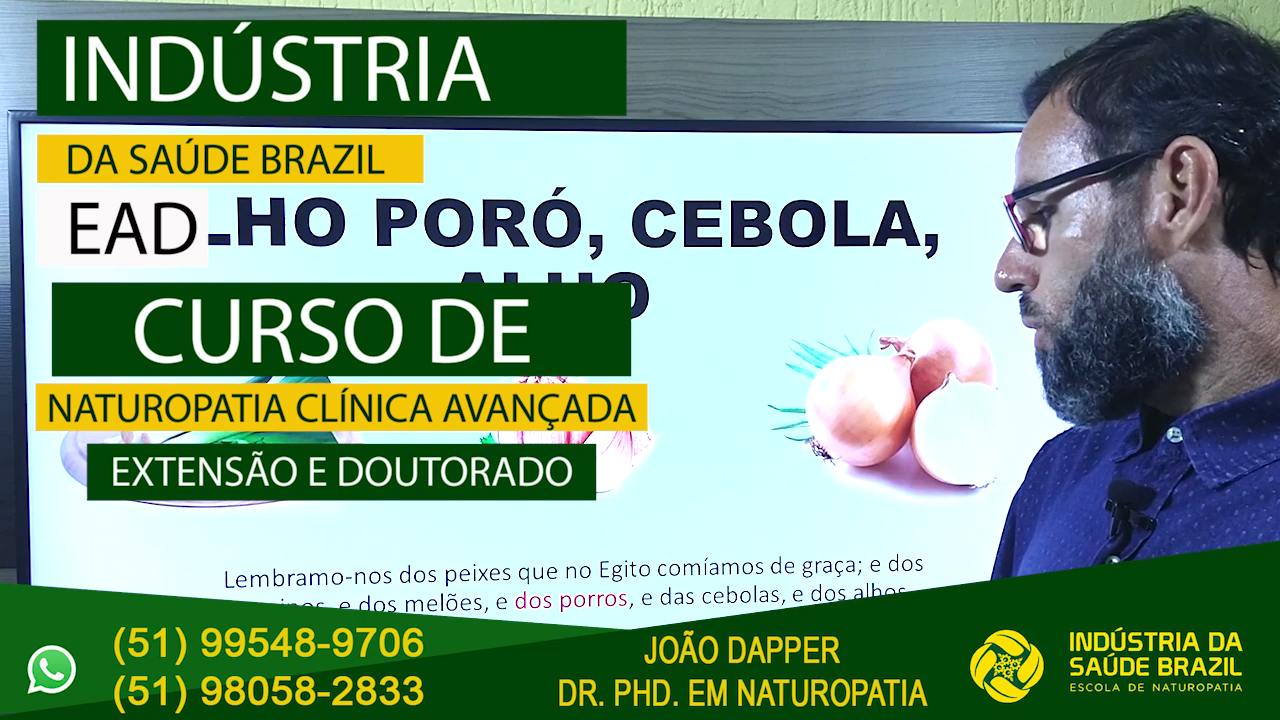 INDÚSTRIA
DA SAÚDE BRAZIL
EAD
LHO PORÓ, CEBOLA,
ALHO
CURSO DE
NATUROPATIA CLÍNICA AVANÇADA
EXTENSÃO E DOUTORADO
Lembramo-nos dos peixes que no Egito comíamos de graça; e dos
e dos melões, e dos porros, e das cebolas, e dos alhos
(51) 99548-9706
(51) 98058-2833
JOÃO DAPPER
DR. PHD. EM NATUROPATIA
INDÚSTRIA DA
SAÚDE BRAZIL
ESCOLA DE NATUROPATIA